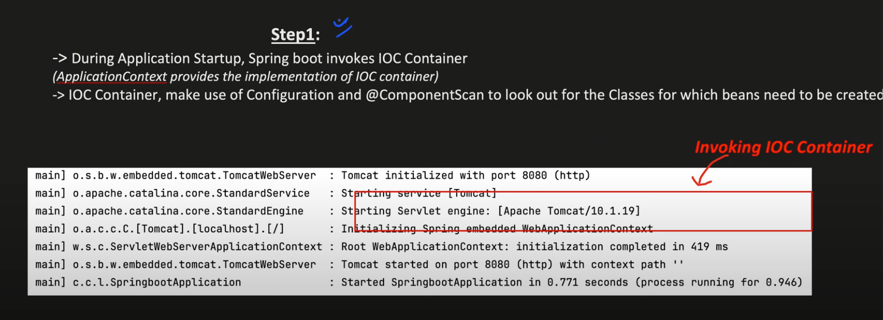 Step1:
-> During Application Startup, Spring boot invokes IOC Container
(ApplicationContext provides the implementation of IOC container)
-> IOC Container, make use of Configuration and @ComponentScan to look out for the Classes for which beans need to be created
Invoking IOC Container
main] o.s.b.w.embedded.tomcat.TomcatWebServer : Tomcat initialized with port 8080 (http)
main] o.apache.catalina.core.StandardService : Starting service [Tomcat]
main] o.apache.catalina.core.StandardEngine : Starting Servlet engine: [Apache Tomcat/10.1.19]
main] o.a.c.c.C.[Tomcat].[localhost].[/] : Initializing Spring embedded WebApplicationContext
main] w.s.c.ServletWebServerApplicationContext : Root WebApplicationContext: initialization completed in 419 ms
main] o.s.b.w.embedded.tomcat.TomcatWebServer : Tomcat started on port 8080 (http) with context path ''
main] c.c.l.SpringbootApplication : Started SpringbootApplication in 0.771 seconds (process running for 0.946)